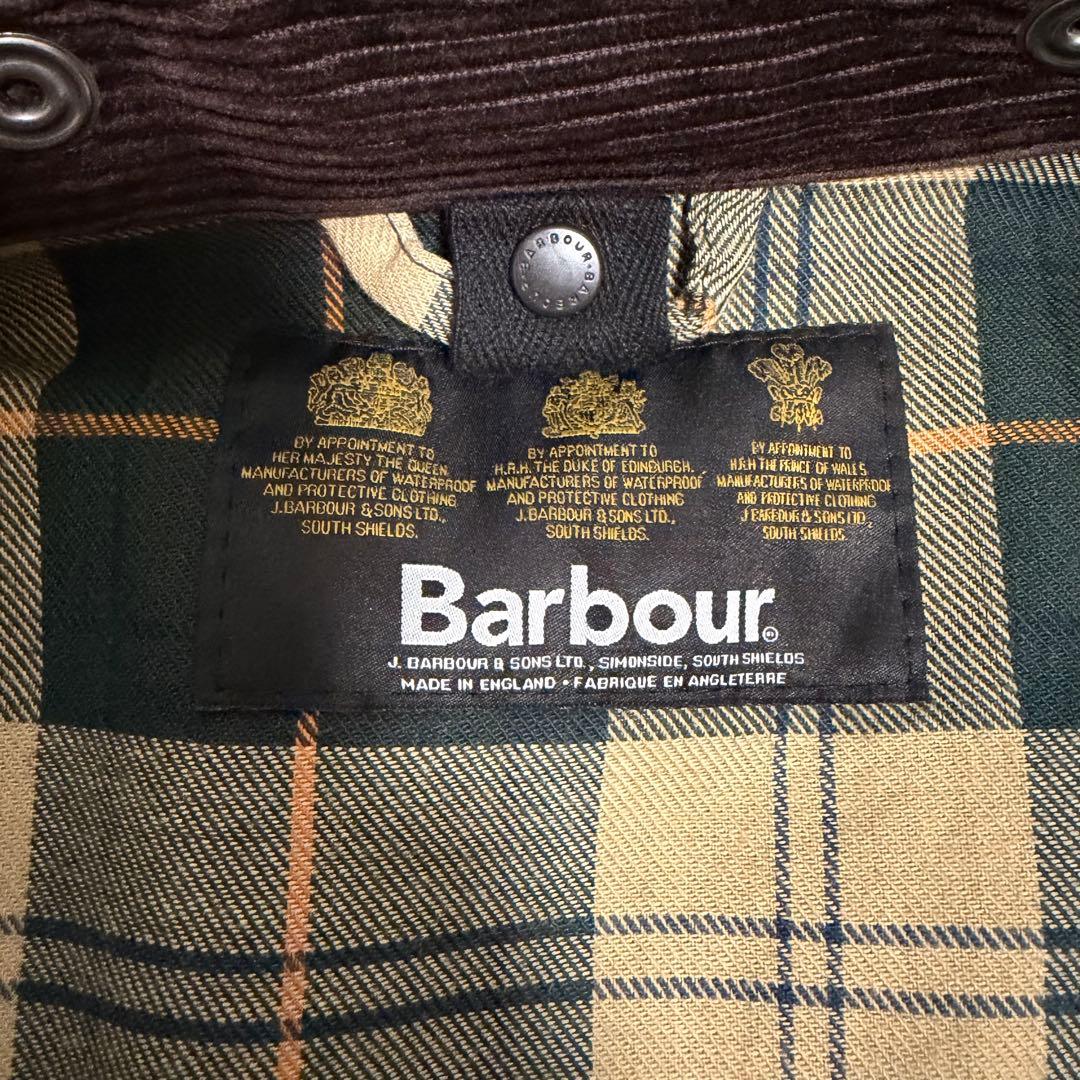 BARBOUR • BARBOUR •
BY APPOINTMENT TO
HER MAJESTY THE QUEEN
MANUFACTURERS OF WATERPROOF
AND PROTECTIVE CLOTHING
J.BARBOUR & SONS LTD.,
SOUTH SHIELDS.
BY APPOINTMENT TO
H.R.H. THE DUKE OF EDINBURGH.
MANUFACTURERS OF WATERPROOF
AND PROTECTIVE CLOTHING
J.BARBOUR & SONS LTD.,
SOUTH SHIELDS.
BY APPOINTMENT TO
H.R.H THE PRINCE OF WALES
MANUFACTURERS OF WATERPROOF
AND PROTECTIVE CLOTHING
J BARBOUR & SONS LTD,
SOUTH SHIELDS
Barbour®
J. BARBOUR & SONS LTD., SIMONSIDE, SOUTH SHIELDS
MADE IN ENGLAND • FABRIQUE EN ANGLETERRE